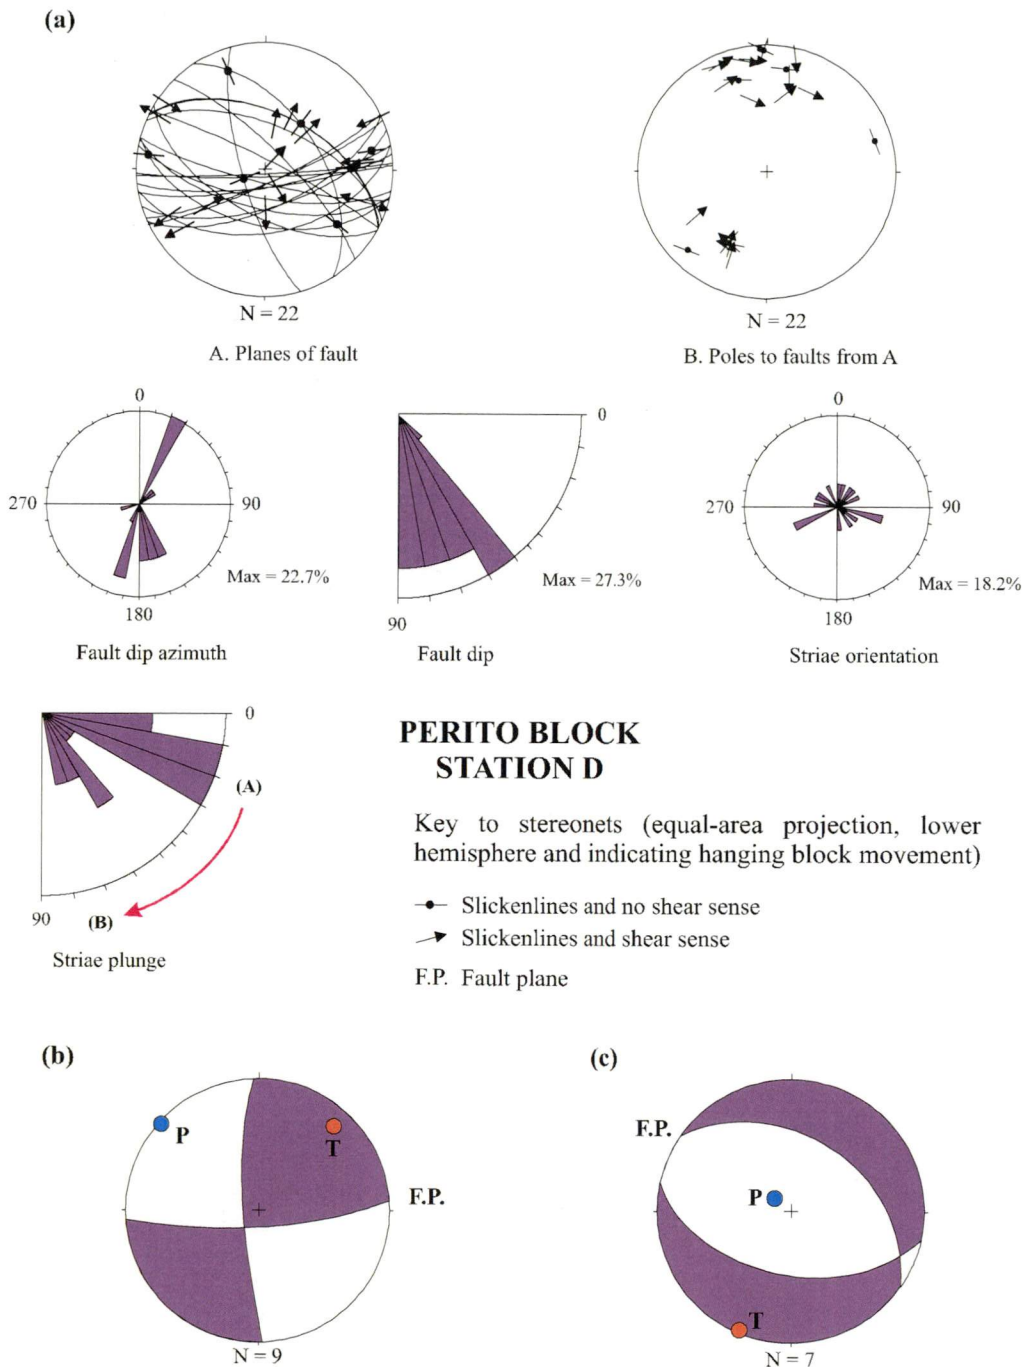 (a)
N = 22
N = 22
A. Planes of fault
B. Poles to faults from A
0
270
90
180
Max = 22.7%
Fault dip azimuth
0
90
Max = 27.3%
Fault dip
0
270
90
180
Max = 18.2%
Striae orientation
0
(A)
90
(B)
Striae plunge
PERITO BLOCK
STATION D
Key to stereonets (equal-area projection, lower
hemisphere and indicating hanging block movement)
Slickenlines and no shear sense
Slickenlines and shear sense
F.P. Fault plane
(b)
P
T
F.P.
N = 9
(c)
F.P.
P
T
N = 7